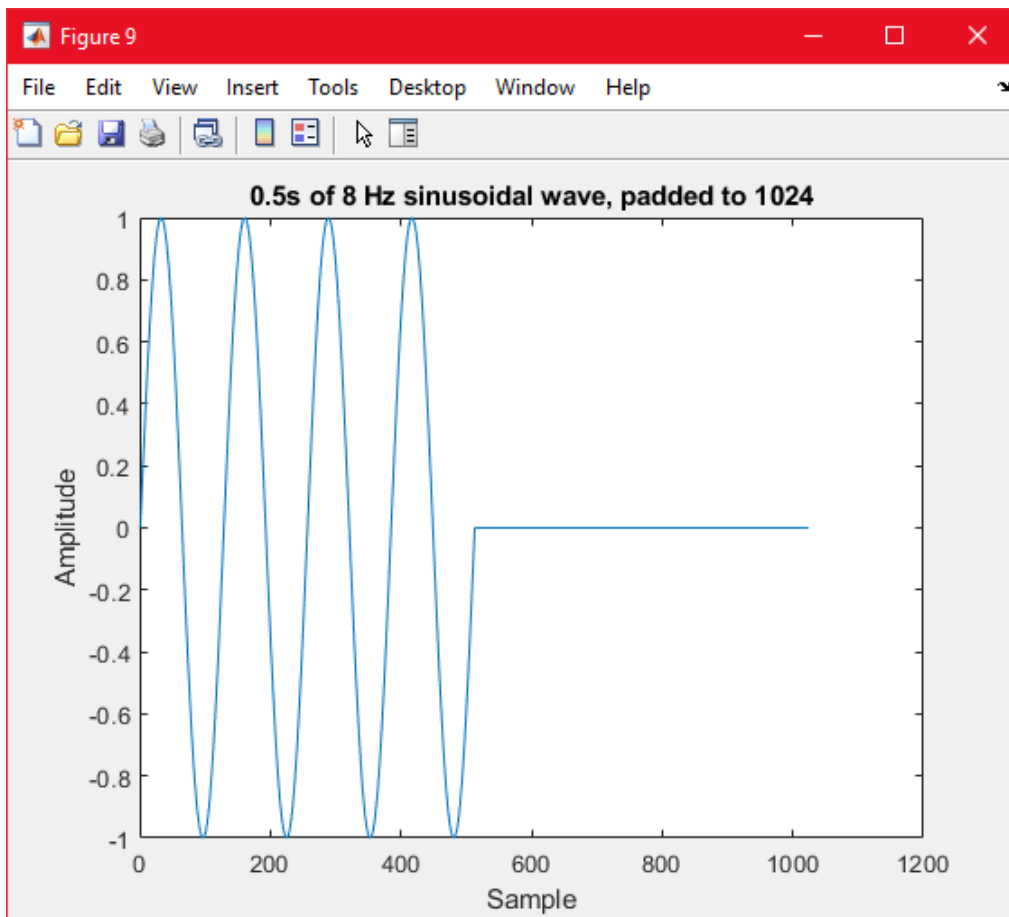 Figure 9
File Edit View Insert Tools Desktop Window Help
0.5s of 8 Hz sinusoidal wave, padded to 1024
1
0.8
0.6
0.4
0.2
0
-0.2
-0.4
-0.6
-0.8
-1
Amplitude
0 200 400 600 800 1000 1200
Sample